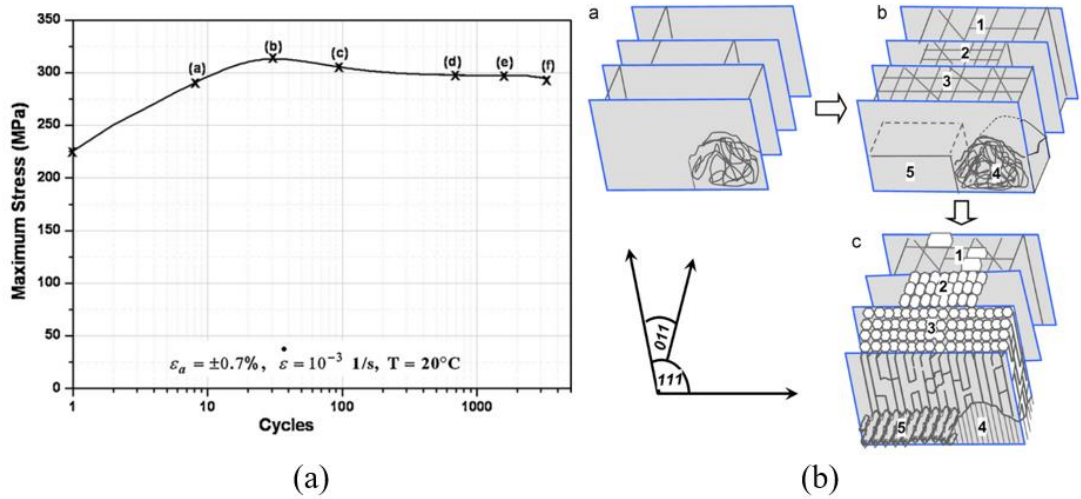 350
300
250
200
150
100
50
0
Maximum Stress (MPa)
(a)
(b)
(c)
(d)
(e)
(f)
εₐ = ±0.7%, ε̇ = 10⁻³ 1/s, T = 20°C
1
10
100
1000
Cycles
(a)
a
b
1
2
3
4
5
c
1
2
3
4
5
011
111
(b)